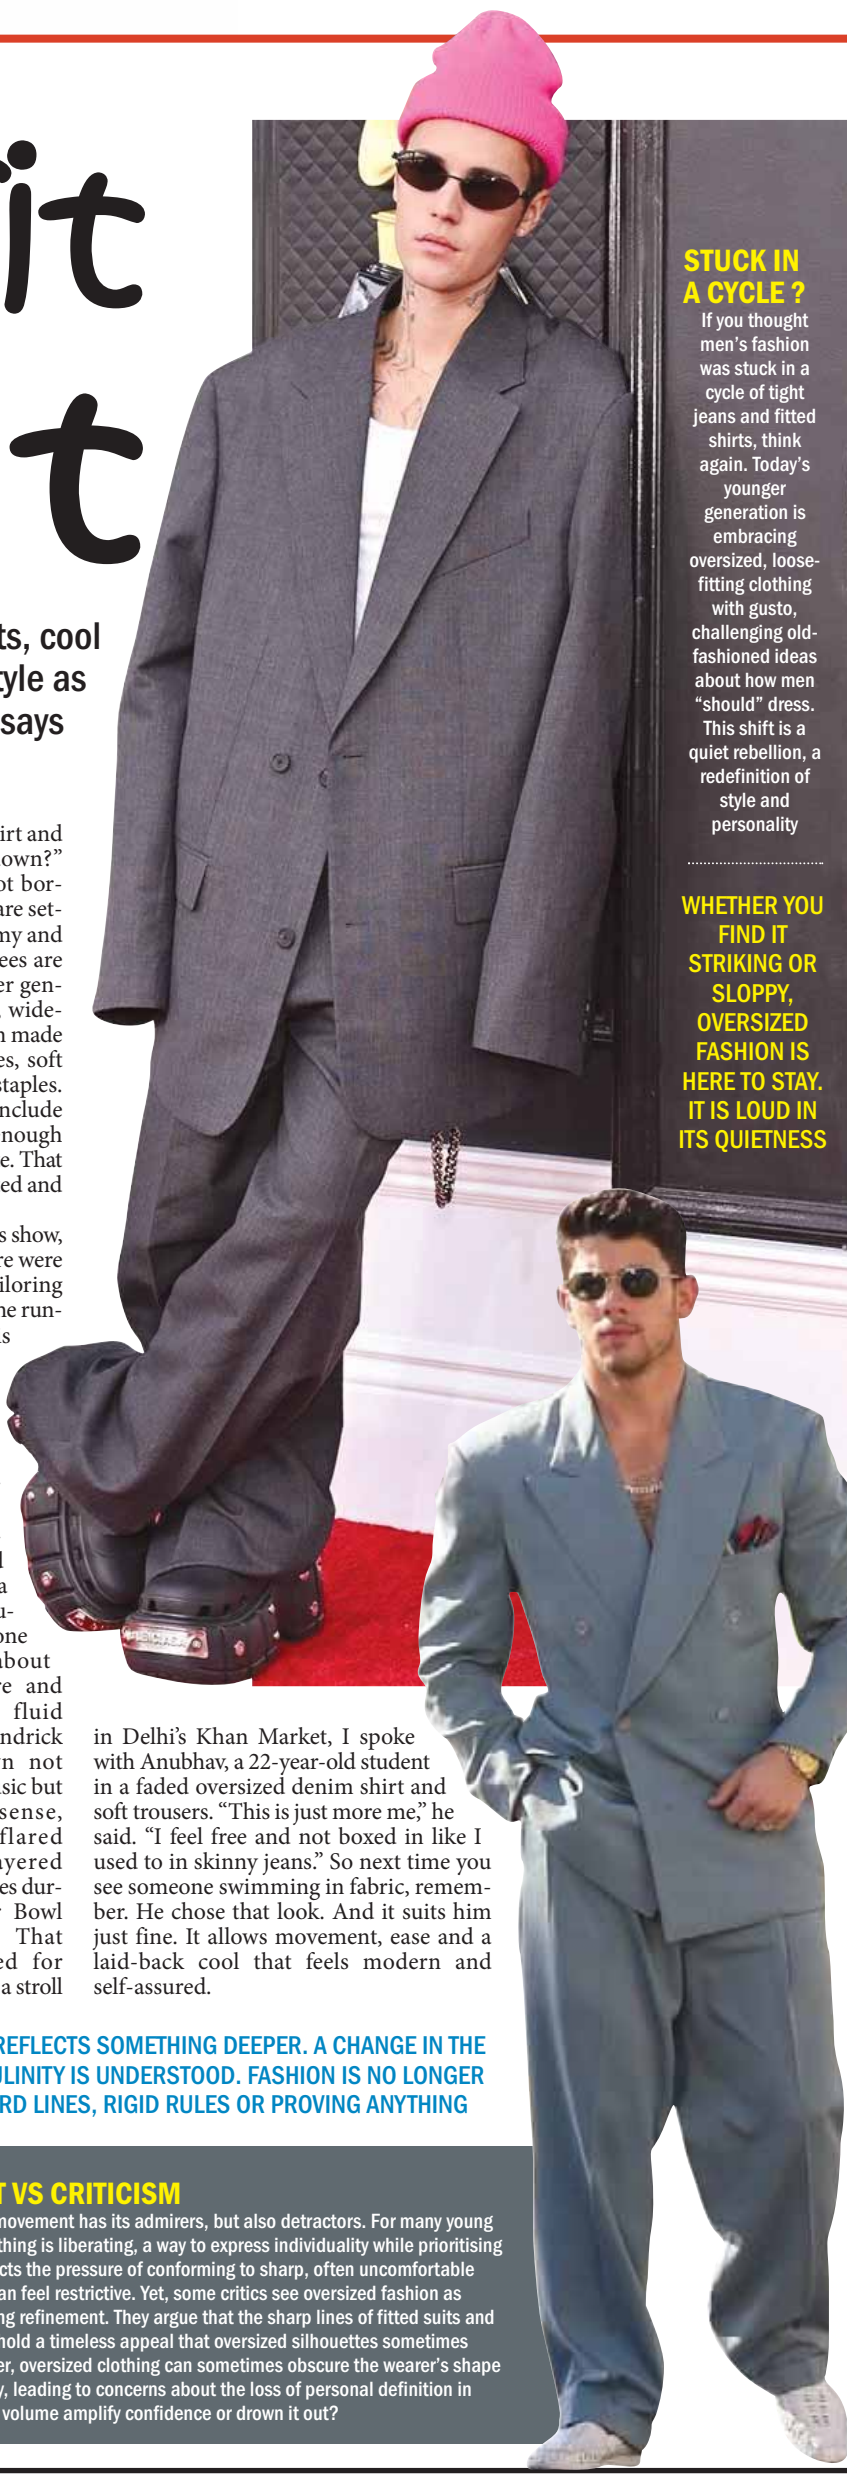 it
t
ts, cool
tyle as
says
irt and
own?”
ot bor-
are set-
my and
ees are
er gen-
, wide-
n made
es, soft
staples.
nclude
nough
e. That
ed and
s show,
re were
iloring
he run-
is
d
a
u-
one
about
re and
fluid
ndrick
n not
sic but
sense,
flared
ayered
es dur-
r Bowl
That
ed for
a stroll
in Delhi’s Khan Market, I spoke
with Anubhav, a 22-year-old student
in a faded oversized denim shirt and
soft trousers. “This is just more me,” he
said. “I feel free and not boxed in like I
used to in skinny jeans.” So next time you
see someone swimming in fabric, remem-
ber. He chose that look. And it suits him
just fine. It allows movement, ease and a
laid-back cool that feels modern and
self-assured.
STUCK IN
A CYCLE ?
If you thought
men’s fashion
was stuck in a
cycle of tight
jeans and fitted
shirts, think
again. Today’s
younger
generation is
embracing
oversized, loose-
fitting clothing
with gusto,
challenging old-
fashioned ideas
about how men
“should” dress.
This shift is a
quiet rebellion, a
redefinition of
style and
personality
WHETHER YOU
FIND IT
STRIKING OR
SLOPPY,
OVERSIZED
FASHION IS
HERE TO STAY.
IT IS LOUD IN
ITS QUIETNESS
REFLECTS SOMETHING DEEPER. A CHANGE IN THE
ULINITY IS UNDERSTOOD. FASHION IS NO LONGER
RD LINES, RIGID RULES OR PROVING ANYTHING
T VS CRITICISM
movement has its admirers, but also detractors. For many young
thing is liberating, a way to express individuality while prioritising
cts the pressure of conforming to sharp, often uncomfortable
an feel restrictive. Yet, some critics see oversized fashion as
ng refinement. They argue that the sharp lines of fitted suits and
hold a timeless appeal that oversized silhouettes sometimes
er, oversized clothing can sometimes obscure the wearer’s shape
y, leading to concerns about the loss of personal definition in
volume amplify confidence or drown it out?